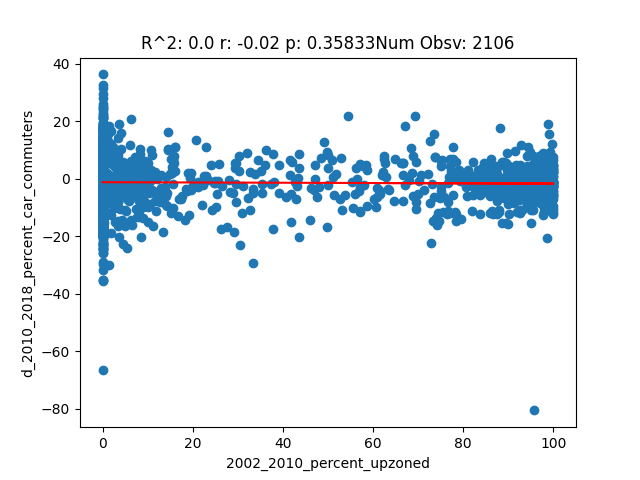 R^2: 0.0 r: -0.02 p: 0.35833Num Obsv: 2106
40
20
0
−20
−40
−60
−80
d_2010_2018_percent_car_commuters
0 20 40 60 80 100
2002_2010_percent_upzoned